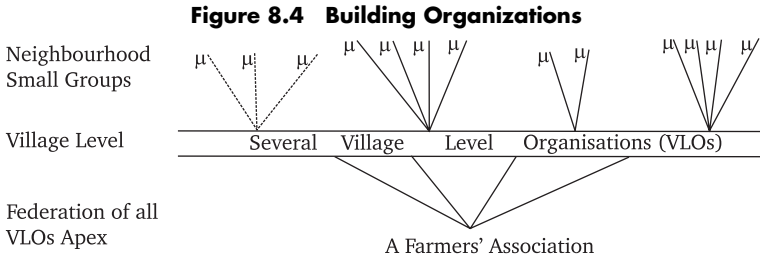 Figure 8.4 Building Organizations
Neighbourhood
Small Groups
μ μ μ μ μ μ μ μ μ μ μ μ μ
Village Level
Several Village Level Organisations (VLOs)
Federation of all
VLOs Apex
A Farmers’ Association